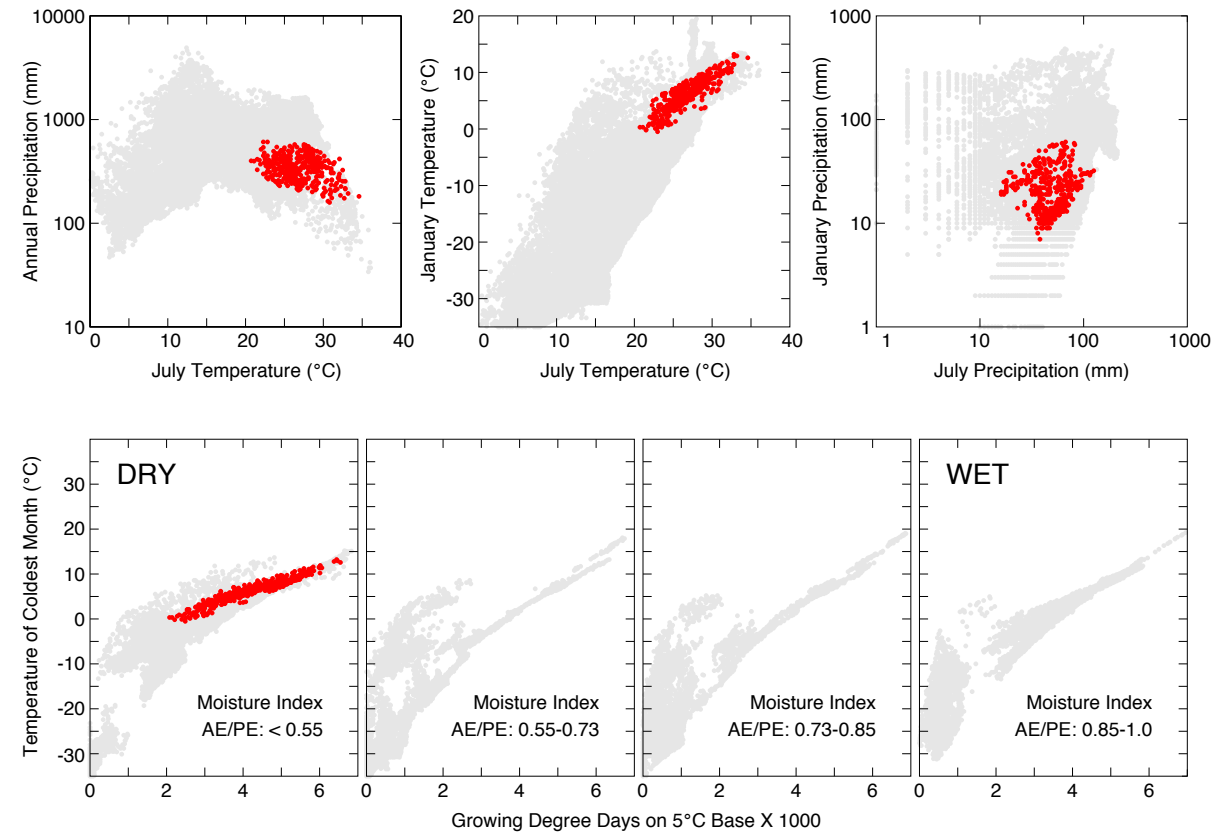 10000
1000
100
10
Annual Precipitation (mm)
0 10 20 30 40
July Temperature (°C)
20
10
0
-10
-20
-30
January Temperature (°C)
0 10 20 30 40
July Temperature (°C)
1000
100
10
1
January Precipitation (mm)
1 10 100 1000
July Precipitation (mm)
Temperature of Coldest Month (°C)
30
20
10
0
-10
-20
-30
DRY
Moisture Index
AE/PE: < 0.55
0 2 4 6
Moisture Index
AE/PE: 0.55-0.73
0 2 4 6
Moisture Index
AE/PE: 0.73-0.85
0 2 4 6
WET
Moisture Index
AE/PE: 0.85-1.0
0 2 4 6
Growing Degree Days on 5°C Base X 1000